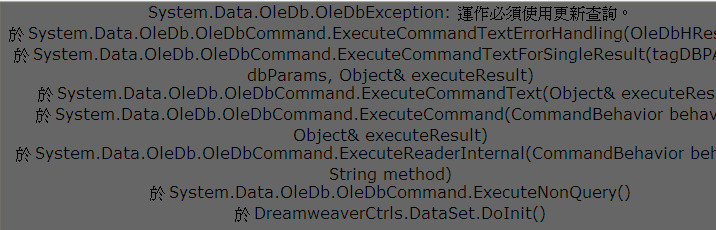 System.Data.OleDb.OleDbException: 運作必須使用更新查詢。
於 System.Data.OleDb.OleDbCommand.ExecuteCommandTextErrorHandling(OleDbHRes
於 System.Data.OleDb.OleDbCommand.ExecuteCommandTextForSingleResult(tagDBPA
dbParams, Object& executeResult)
於 System.Data.OleDb.OleDbCommand.ExecuteCommandText(Object& executeRes
於 System.Data.OleDb.OleDbCommand.ExecuteCommand(CommandBehavior behav
Object& executeResult)
於 System.Data.OleDb.OleDbCommand.ExecuteReaderInternal(CommandBehavior beh
String method)
於 System.Data.OleDb.OleDbCommand.ExecuteNonQuery()
於 DreamweaverCtrls.DataSet.DoInit()